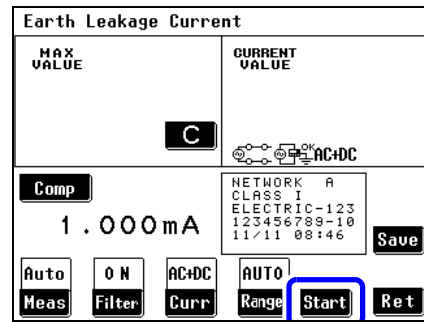 Earth Leakage Current
MAX
VALUE
CURRENT
VALUE
C
OK
AC+DC
Comp
1.000mA
NETWORK A
CLASS I
ELECTRIC-123
123456789-10
11/11 08:46
Save
Auto
ON
AC+DC
AUTO
Meas
Filter
Curr
Range
Start
Ret